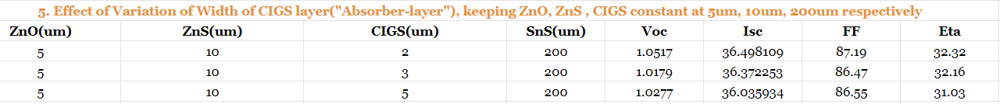 5. Effect of Variation of Width of CIGS layer("Absorber-layer"), keeping ZnO, ZnS , CIGS constant at 5um, 10um, 200um respectively
ZnO(um) ZnS(um) CIGS(um) SnS(um) Voc Isc FF Eta
5 10 2 200 1.0517 36.498109 87.19 32.32
5 10 3 200 1.0179 36.372253 86.47 32.16
5 10 5 200 1.0277 36.035934 86.55 31.03